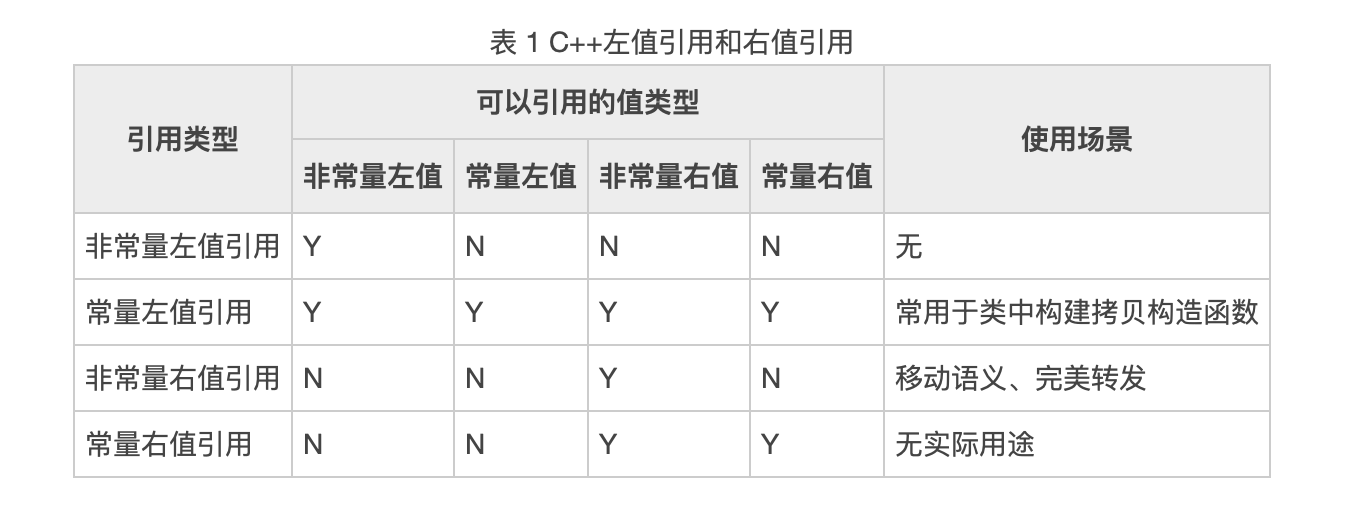 表 1 C++左值引用和右值引用
引用类型 可以引用的值类型 使用场景
非常量左值 常量左值 非常量右值 常量右值
非常量左值引用 Y N N N 无
常量左值引用 Y Y Y Y 常用于类中构建拷贝构造函数
非常量右值引用 N N Y N 移动语义、完美转发
常量右值引用 N N Y Y 无实际用途